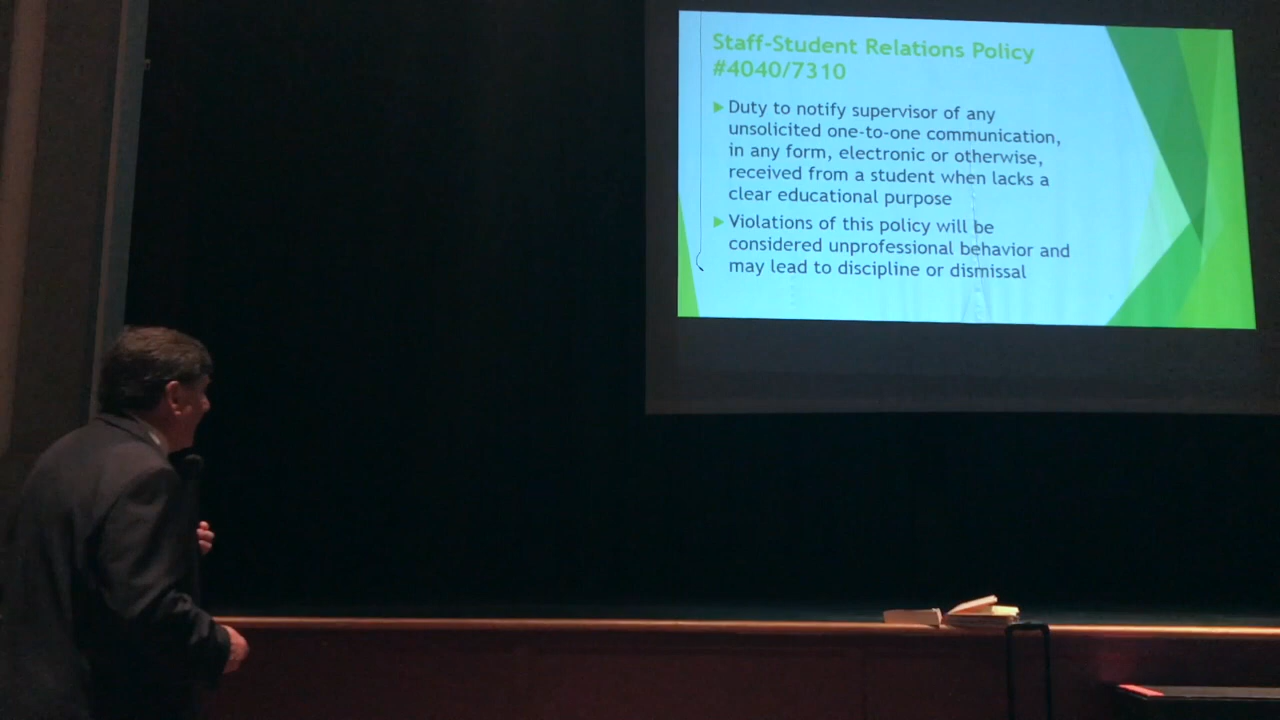 Staff-Student Relations Policy
#4040/7310
Duty to notify supervisor of any
unsolicited one-to-one communication,
in any form, electronic or otherwise,
received from a student when lacks a
clear educational purpose
Violations of this policy will be
considered unprofessional behavior and
may lead to discipline or dismissal